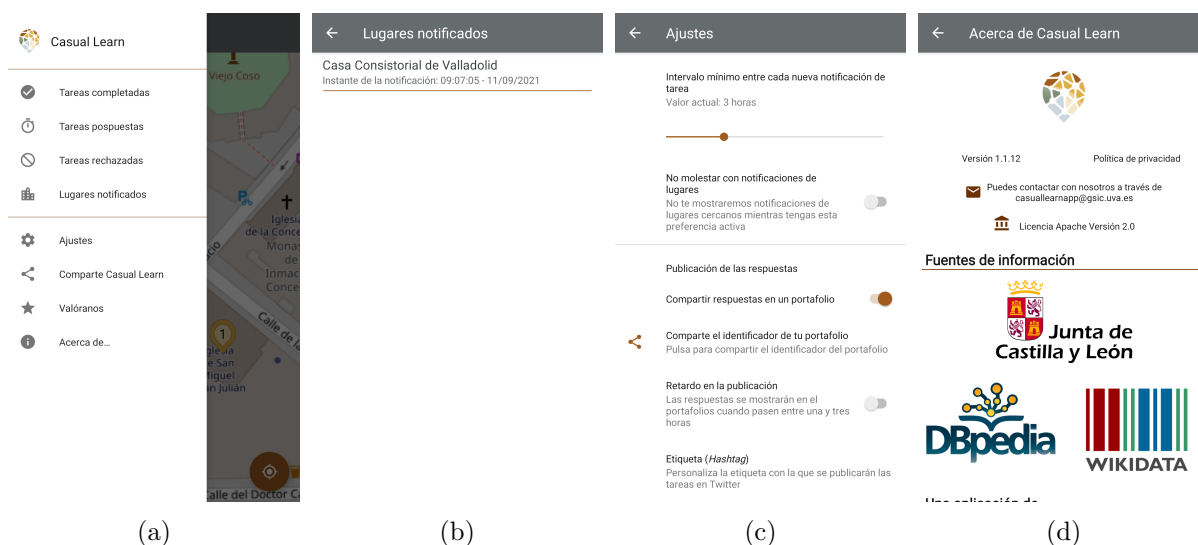 Casual Learn
Tareas completadas
Tareas pospuestas
Tareas rechazadas
Lugares notificados
Ajustes
Comparte Casual Learn
Valóranos
Acerca de...
Viejo Coso
Iglesia
de la Conce
Monas
de
Inmac
Conce
Calle de la
1
Iglesia
e San
Miguel
an Julián
Calle del Doctor C
(a)
Lugares notificados
Casa Consistorial de Valladolid
Instante de la notificación: 09:07:05 - 11/09/2021
(b)
Ajustes
Intervalo mínimo entre cada nueva notificación de
tarea
Valor actual: 3 horas
No molestar con notificaciones de
lugares
No te mostraremos notificaciones de
lugares cercanos mientras tengas esta
preferencia activa
Publicación de las respuestas
Compartir respuestas en un portafolio
Comparte el identificador de tu portafolio
Pulsa para compartir el identificador del portafolio
Retardo en la publicación
Las respuestas se mostrarán en el
portafolios cuando pasen entre una y tres
horas
Etiqueta (Hashtag)
Personaliza la etiqueta con la que se publicarán las
tareas en Twitter
(c)
Acerca de Casual Learn
Versión 1.1.12
Política de privacidad
Puedes contactar con nosotros a través de
casuallearnapp@gsic.uva.es
Licencia Apache Versión 2.0
Fuentes de información
Junta de
Castilla y León
DBpedia
WIKIDATA
Una aplicación de
(d)